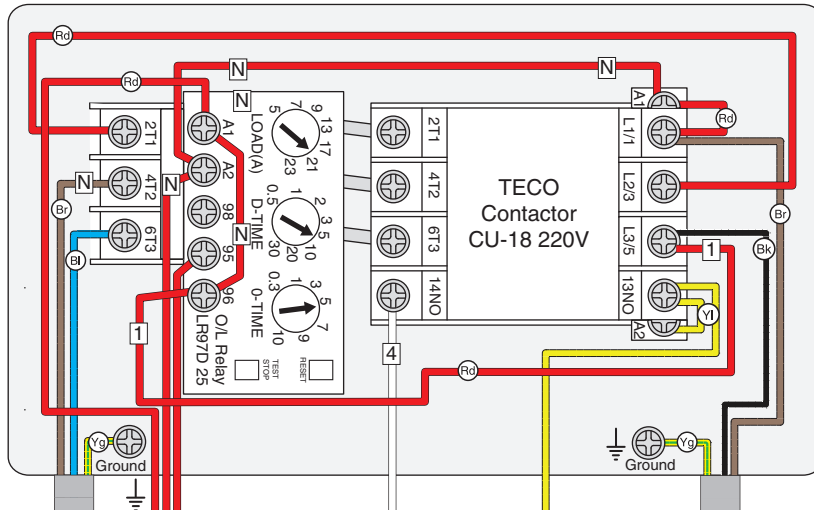 Rd
Rd
N
N
N
A1
Rd
2T1
4T2
6T3
N
Br
Bl
A1
A2
98
95
96
N
N
LOAD(A)
5
7
9
13
17
21
23
D-TIME
0.5
1
2
3
5
10
20
30
O-TIME
0.3
1
3
5
7
9
10
O/L Relay
LR97D 25
TEST
STOP
RESET
2T1
4T2
6T3
14NO
TECO
Contactor
CU-18 220V
L1/1
L2/3
L3/5
13NO
A2
Br
Bk
1
Yl
1
4
Rd
Yg
Ground
Yg
Ground